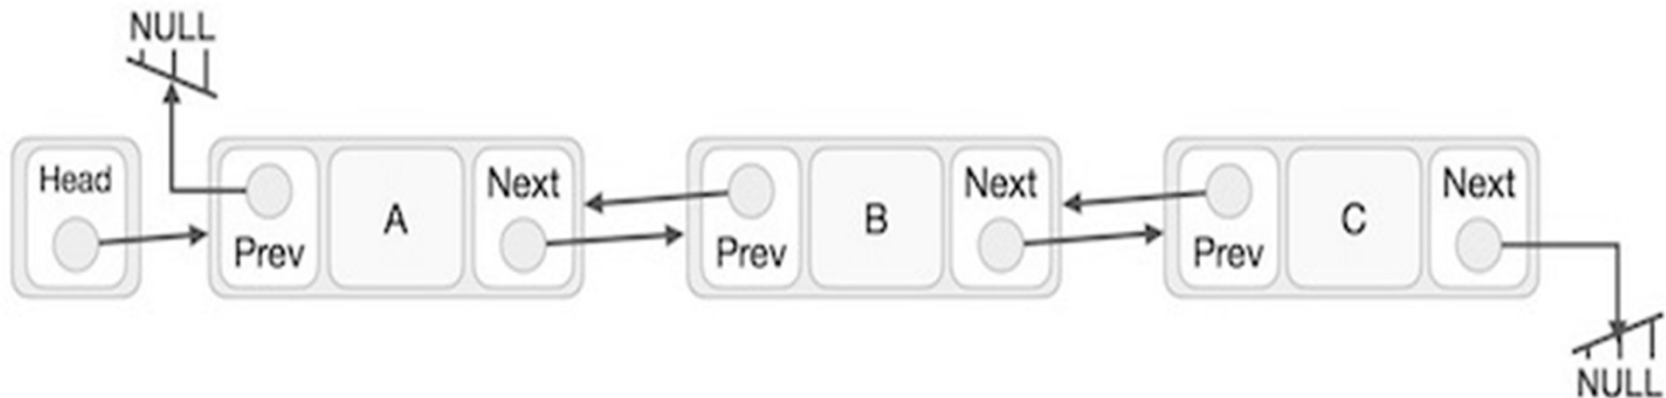 NULL
Head
Prev
A
Next
Prev
B
Next
Prev
C
Next
NULL